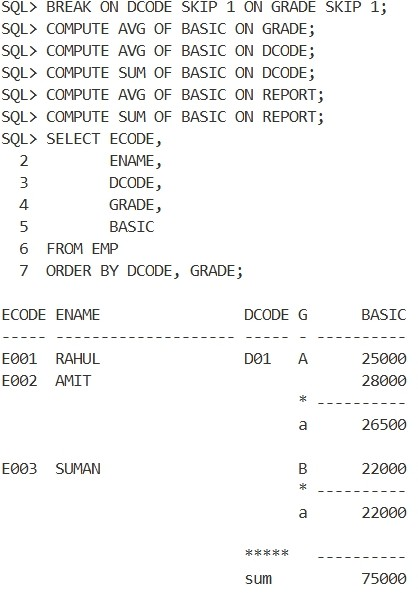 SQL> BREAK ON DCODE SKIP 1 ON GRADE SKIP 1;
SQL> COMPUTE AVG OF BASIC ON GRADE;
SQL> COMPUTE AVG OF BASIC ON DCODE;
SQL> COMPUTE SUM OF BASIC ON DCODE;
SQL> COMPUTE AVG OF BASIC ON REPORT;
SQL> COMPUTE SUM OF BASIC ON REPORT;
SQL> SELECT ECODE,
  2         ENAME,
  3         DCODE,
  4         GRADE,
  5         BASIC
  6  FROM EMP
  7  ORDER BY DCODE, GRADE;
ECODE ENAME                DCODE G      BASIC
----- -------------------- ----- - ----------
E001  RAHUL                D01   A      25000
E002  AMIT                              28000
                                 * ----------
                                 a      26500
E003  SUMAN                      B      22000
                                 * ----------
                                 a      22000
                           *****   ----------
                           sum          75000